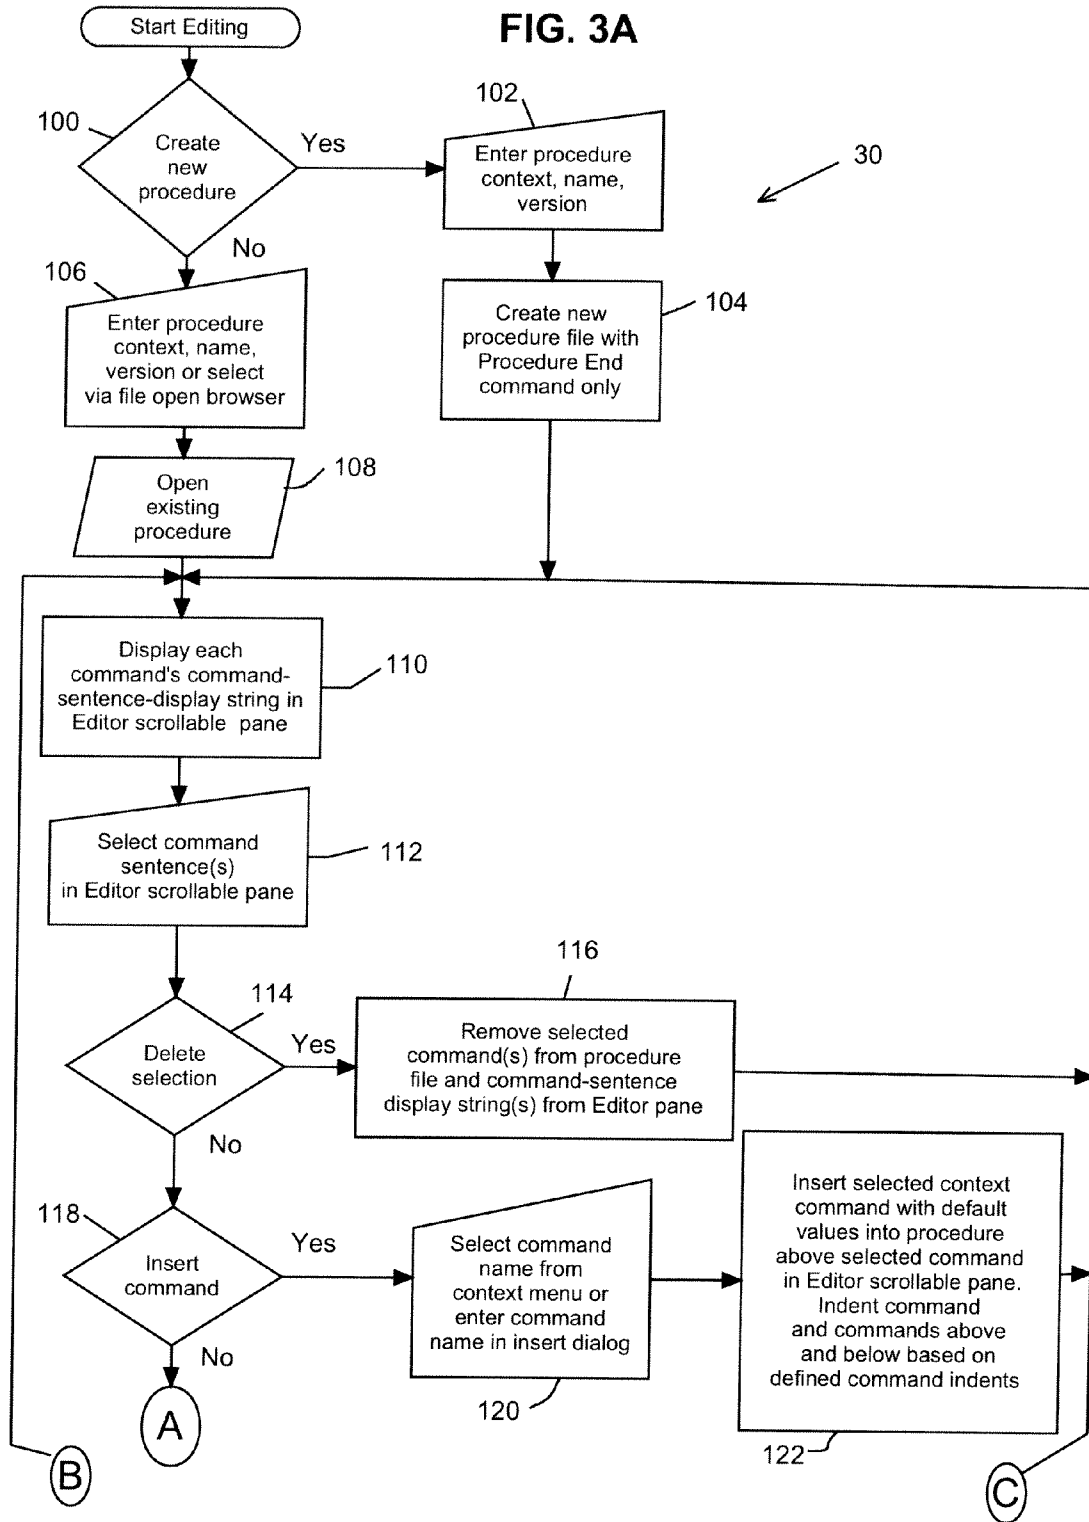 Start Editing
FIG. 3A
100
Create
new
procedure
Yes
No
102
Enter procedure
context, name,
version
30
104
Create new
procedure file with
Procedure End
command only
106
Enter procedure
context, name,
version or select
via file open browser
108
Open
existing
procedure
110
Display each
command's command-
sentence-display string in
Editor scrollable pane
112
Select command
sentence(s)
in Editor scrollable pane
114
Delete
selection
Yes
No
116
Remove selected
command(s) from procedure
file and command-sentence
display string(s) from Editor pane
118
Insert
command
Yes
No
120
Select command
name from
context menu or
enter command
name in insert dialog
122
Insert selected context
command with default
values into procedure
above selected command
in Editor scrollable pane.
Indent command
and commands above
and below based on
defined command indents
A
B
C